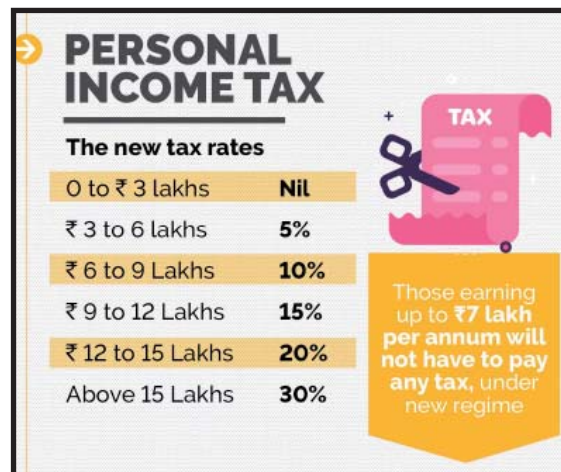 PERSONAL
INCOME TAX
The new tax rates
0 to ₹ 3 lakhs Nil
₹ 3 to 6 lakhs 5%
₹ 6 to 9 Lakhs 10%
₹ 9 to 12 Lakhs 15%
₹ 12 to 15 Lakhs 20%
Above 15 Lakhs 30%
TAX
Those earning
up to ₹7 lakh
per annum will
not have to pay
any tax, under
new regime